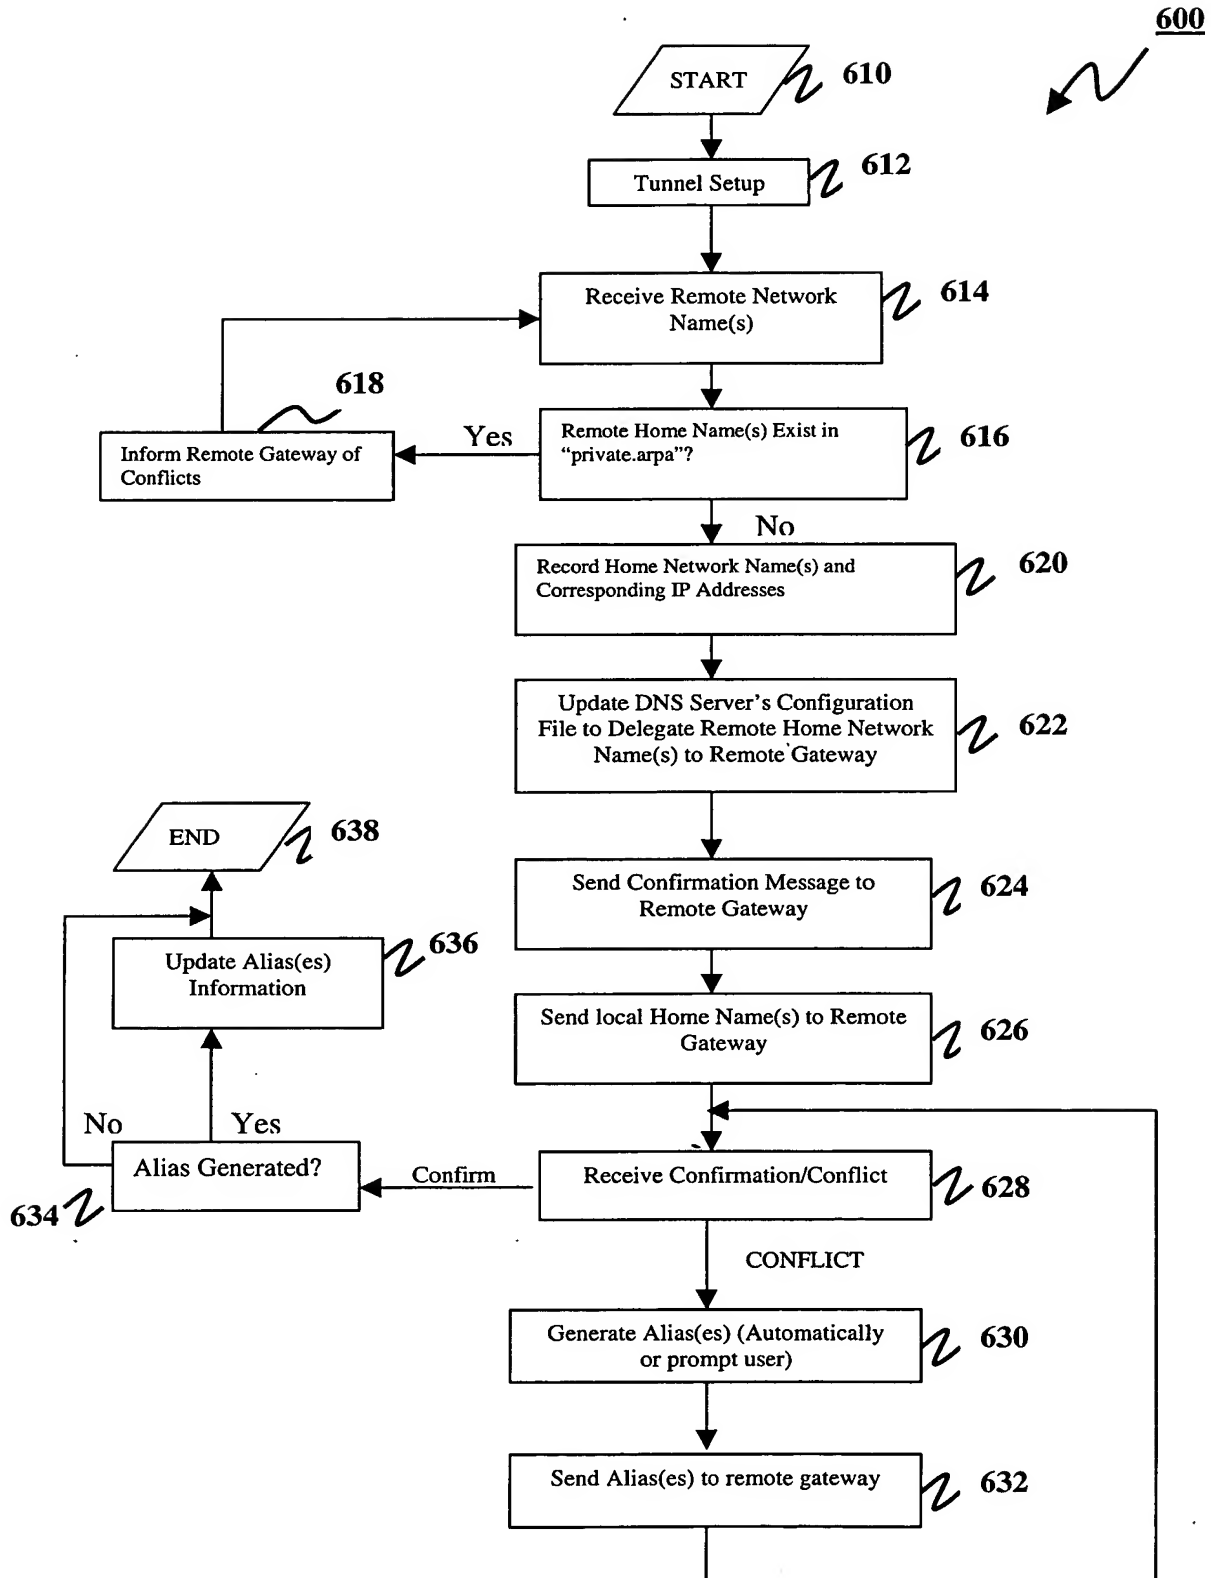 600
START
610
Tunnel Setup
612
Receive Remote Network
Name(s)
614
618
Remote Home Name(s) Exist in
"private.arpa"?
616
Yes
Inform Remote Gateway of
Conflicts
No
Record Home Network Name(s) and
Corresponding IP Addresses
620
Update DNS Server's Configuration
File to Delegate Remote Home Network
Name(s) to Remote Gateway
622
END
638
Send Confirmation Message to
Remote Gateway
624
Update Alias(es)
Information
636
Send local Home Name(s) to Remote
Gateway
626
No
Yes
Alias Generated?
634
Confirm
Receive Confirmation/Conflict
628
CONFLICT
Generate Alias(es) (Automatically
or prompt user)
630
Send Alias(es) to remote gateway
632